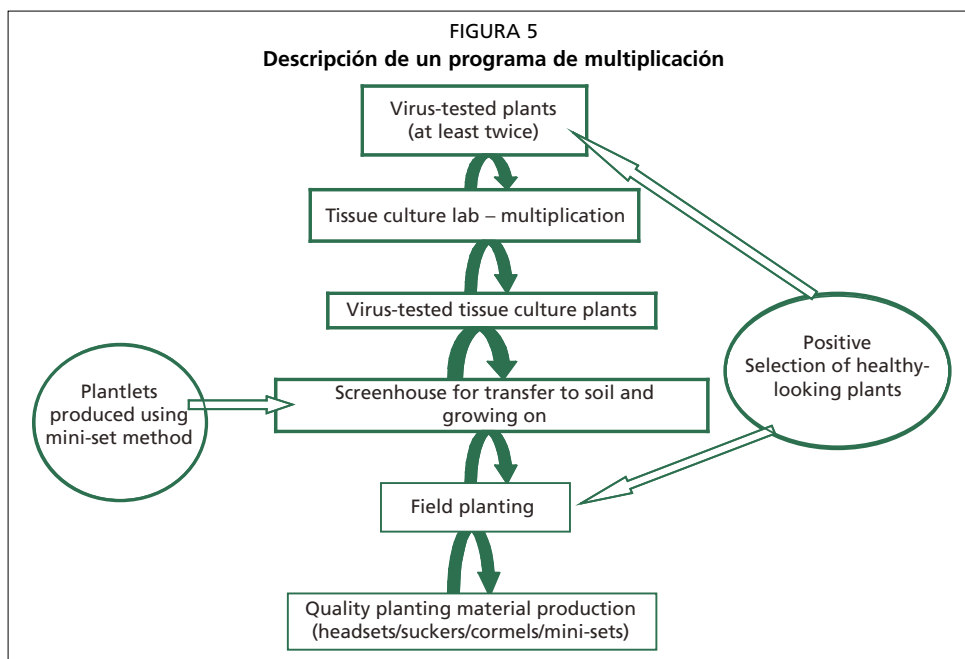 FIGURA 5
Descripción de un programa de multiplicación
Virus-tested plants
(at least twice)
Tissue culture lab – multiplication
Virus-tested tissue culture plants
Positive
Selection of healthy-
looking plants
Plantlets
produced using
mini-set method
Screenhouse for transfer to soil and
growing on
Field planting
Quality planting material production
(headsets/suckers/cormels/mini-sets)